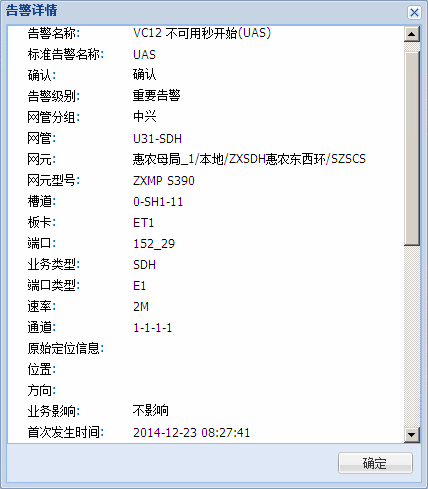 告警详情
告警名称: VC12 不可用秒开始(UAS)
标准告警名称: UAS
确认: 确认
告警级别: 重要告警
网管分组: 中兴
网管: U31-SDH
网元: 惠农母局_1/本地/ZXSDH惠农东西环/SZSCS
网元型号: ZXMP S390
槽道: 0-SH1-11
板卡: ET1
端口: 152_29
业务类型: SDH
端口类型: E1
速率: 2M
通道: 1-1-1-1
原始定位信息:
位置:
方向:
业务影响: 不影响
首次发生时间: 2014-12-23 08:27:41
确定